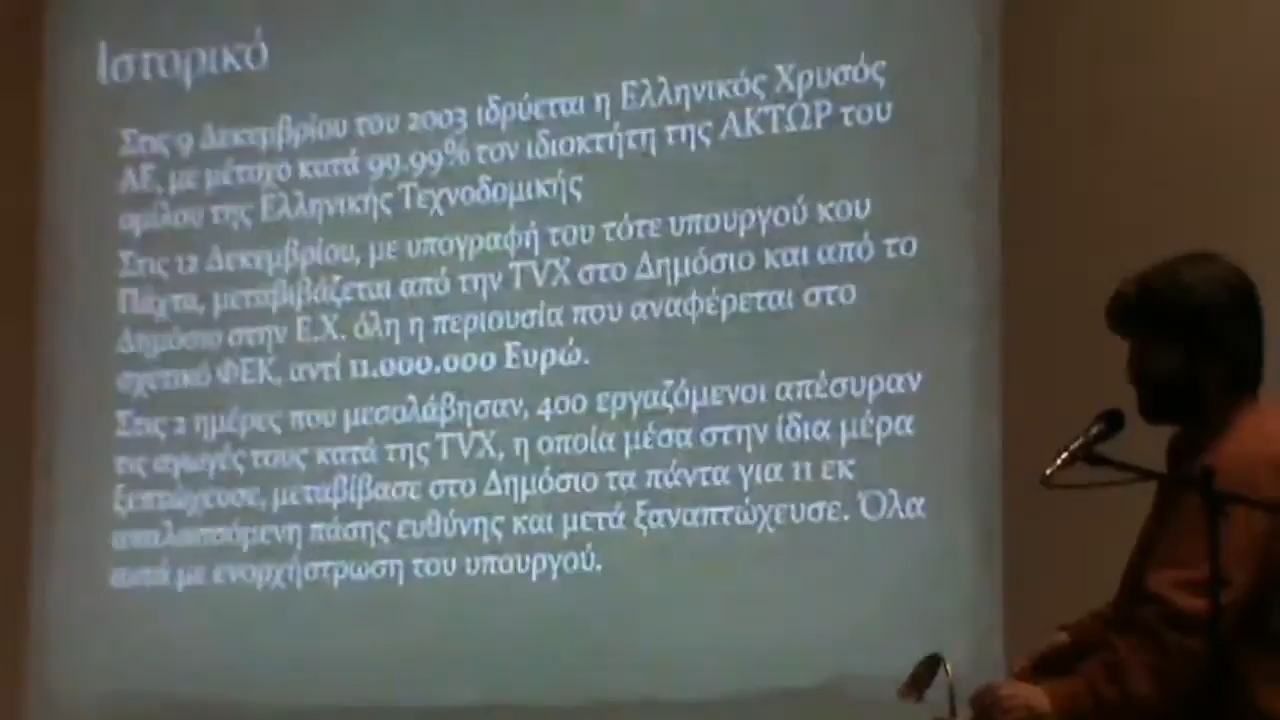 Ιστορικό
Στις 9 Δεκεμβρίου του 2003 ιδρύεται η Ελληνικός Χρυσός
ΑΕ, με μέτοχο κατά 99.99% τον ιδιοκτήτη της ΑΚΤΩΡ του
ομίλου της Ελληνικής Τεχνοδομικής
Στις 12 Δεκεμβρίου, με υπογραφή του τότε υπουργού κου
Πάχτα, μεταβιβάζεται από την TVX στο Δημόσιο και από το
Δημόσιο στην Ε.Χ. όλη η περιουσία που αναφέρεται στο
σχετικό ΦΕΚ, αντί 11.000.000 Ευρώ.
Στις 2 ημέρες που μεσολάβησαν, 400 εργαζόμενοι απέσυραν
τις αγωγές τους κατά της TVX, η οποία μέσα στην ίδια μέρα
ξεπτώχευσε, μεταβίβασε στο Δημόσιο τα πάντα για 11 εκ
απαλλασσόμενη πάσης ευθύνης και μετά ξαναπτώχευσε. Όλα
αυτά με ενορχήστρωση του υπουργού.